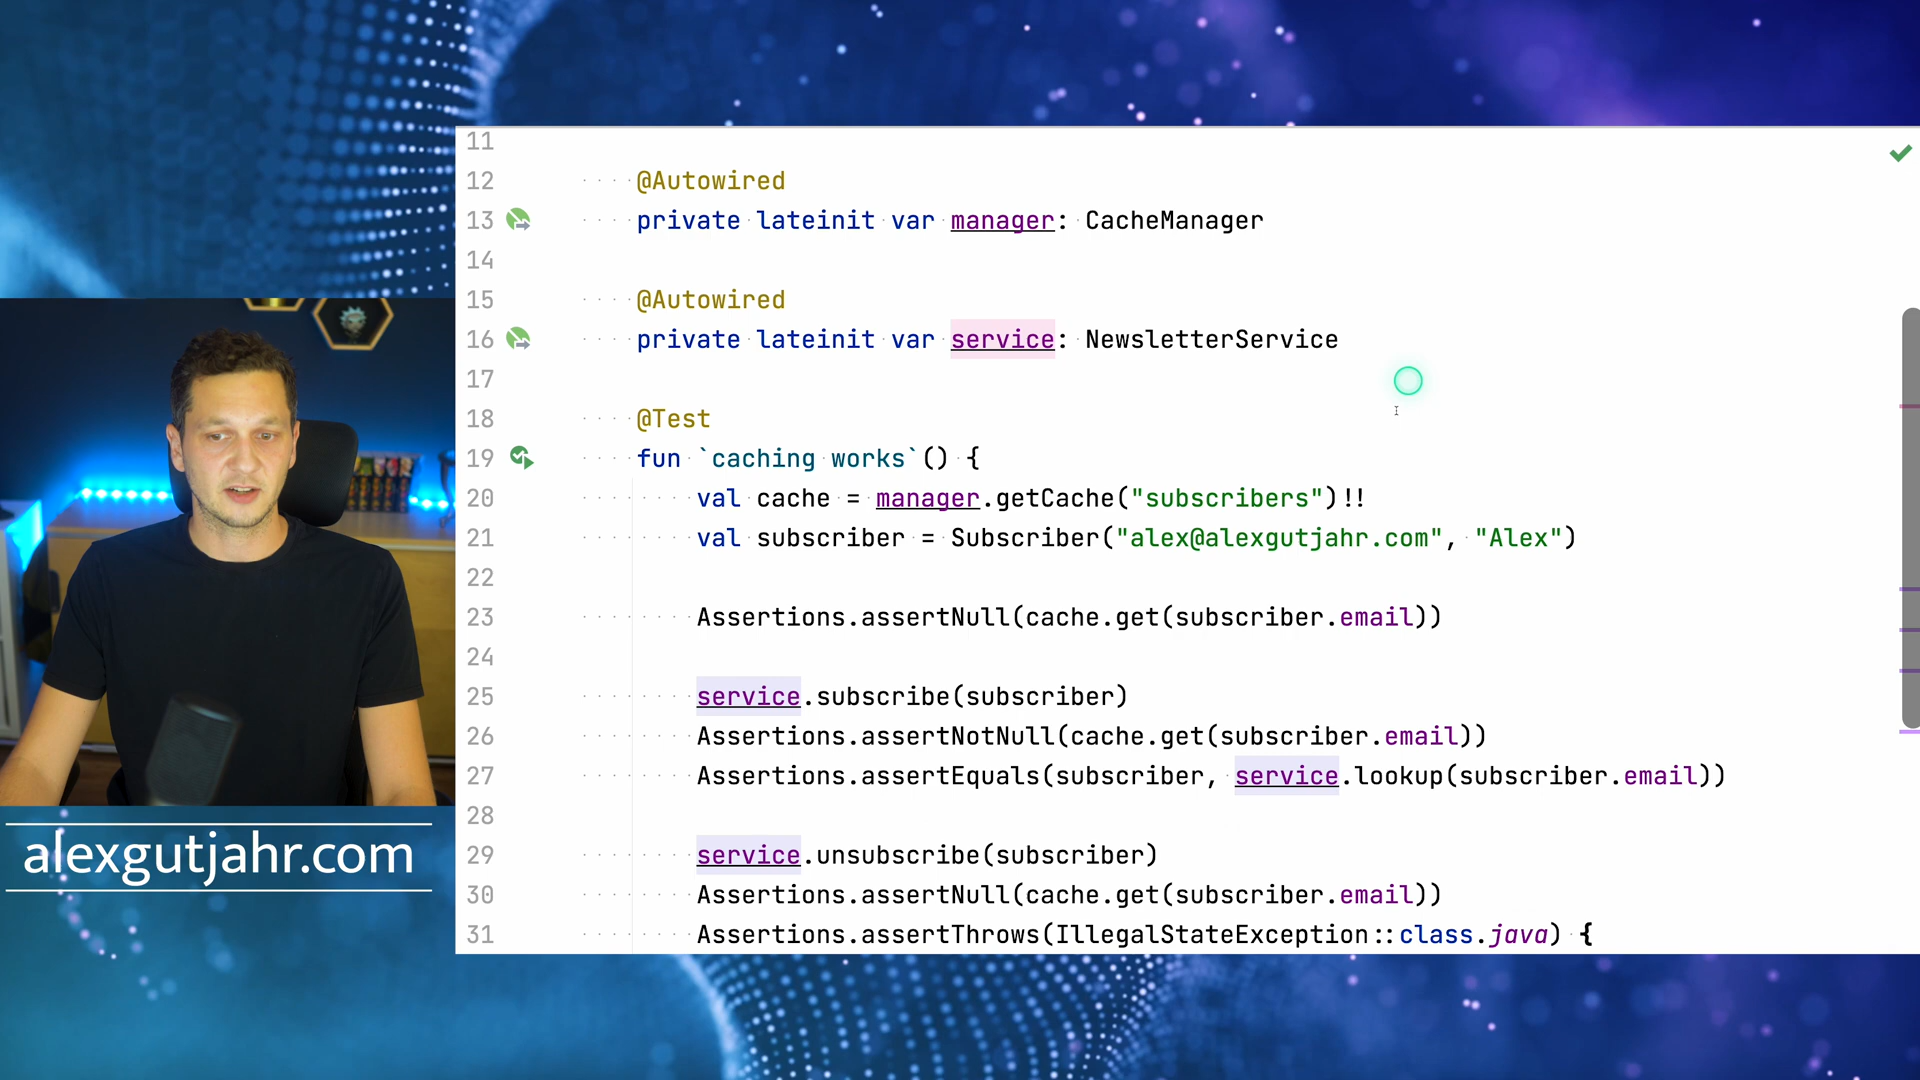 11
12 @Autowired
13 private lateinit var manager: CacheManager
14
15 @Autowired
16 private lateinit var service: NewsletterService
17
18 @Test
19 fun `caching works`() {
20 val cache = manager.getCache("subscribers")!!
21 val subscriber = Subscriber("alex@alexgutjahr.com", "Alex")
22
23 Assertions.assertNull(cache.get(subscriber.email))
24
25 service.subscribe(subscriber)
26 Assertions.assertNotNull(cache.get(subscriber.email))
27 Assertions.assertEquals(subscriber, service.lookup(subscriber.email))
28
29 service.unsubscribe(subscriber)
30 Assertions.assertNull(cache.get(subscriber.email))
31 Assertions.assertThrows(IllegalStateException::class.java) {
alexgutjahr.com